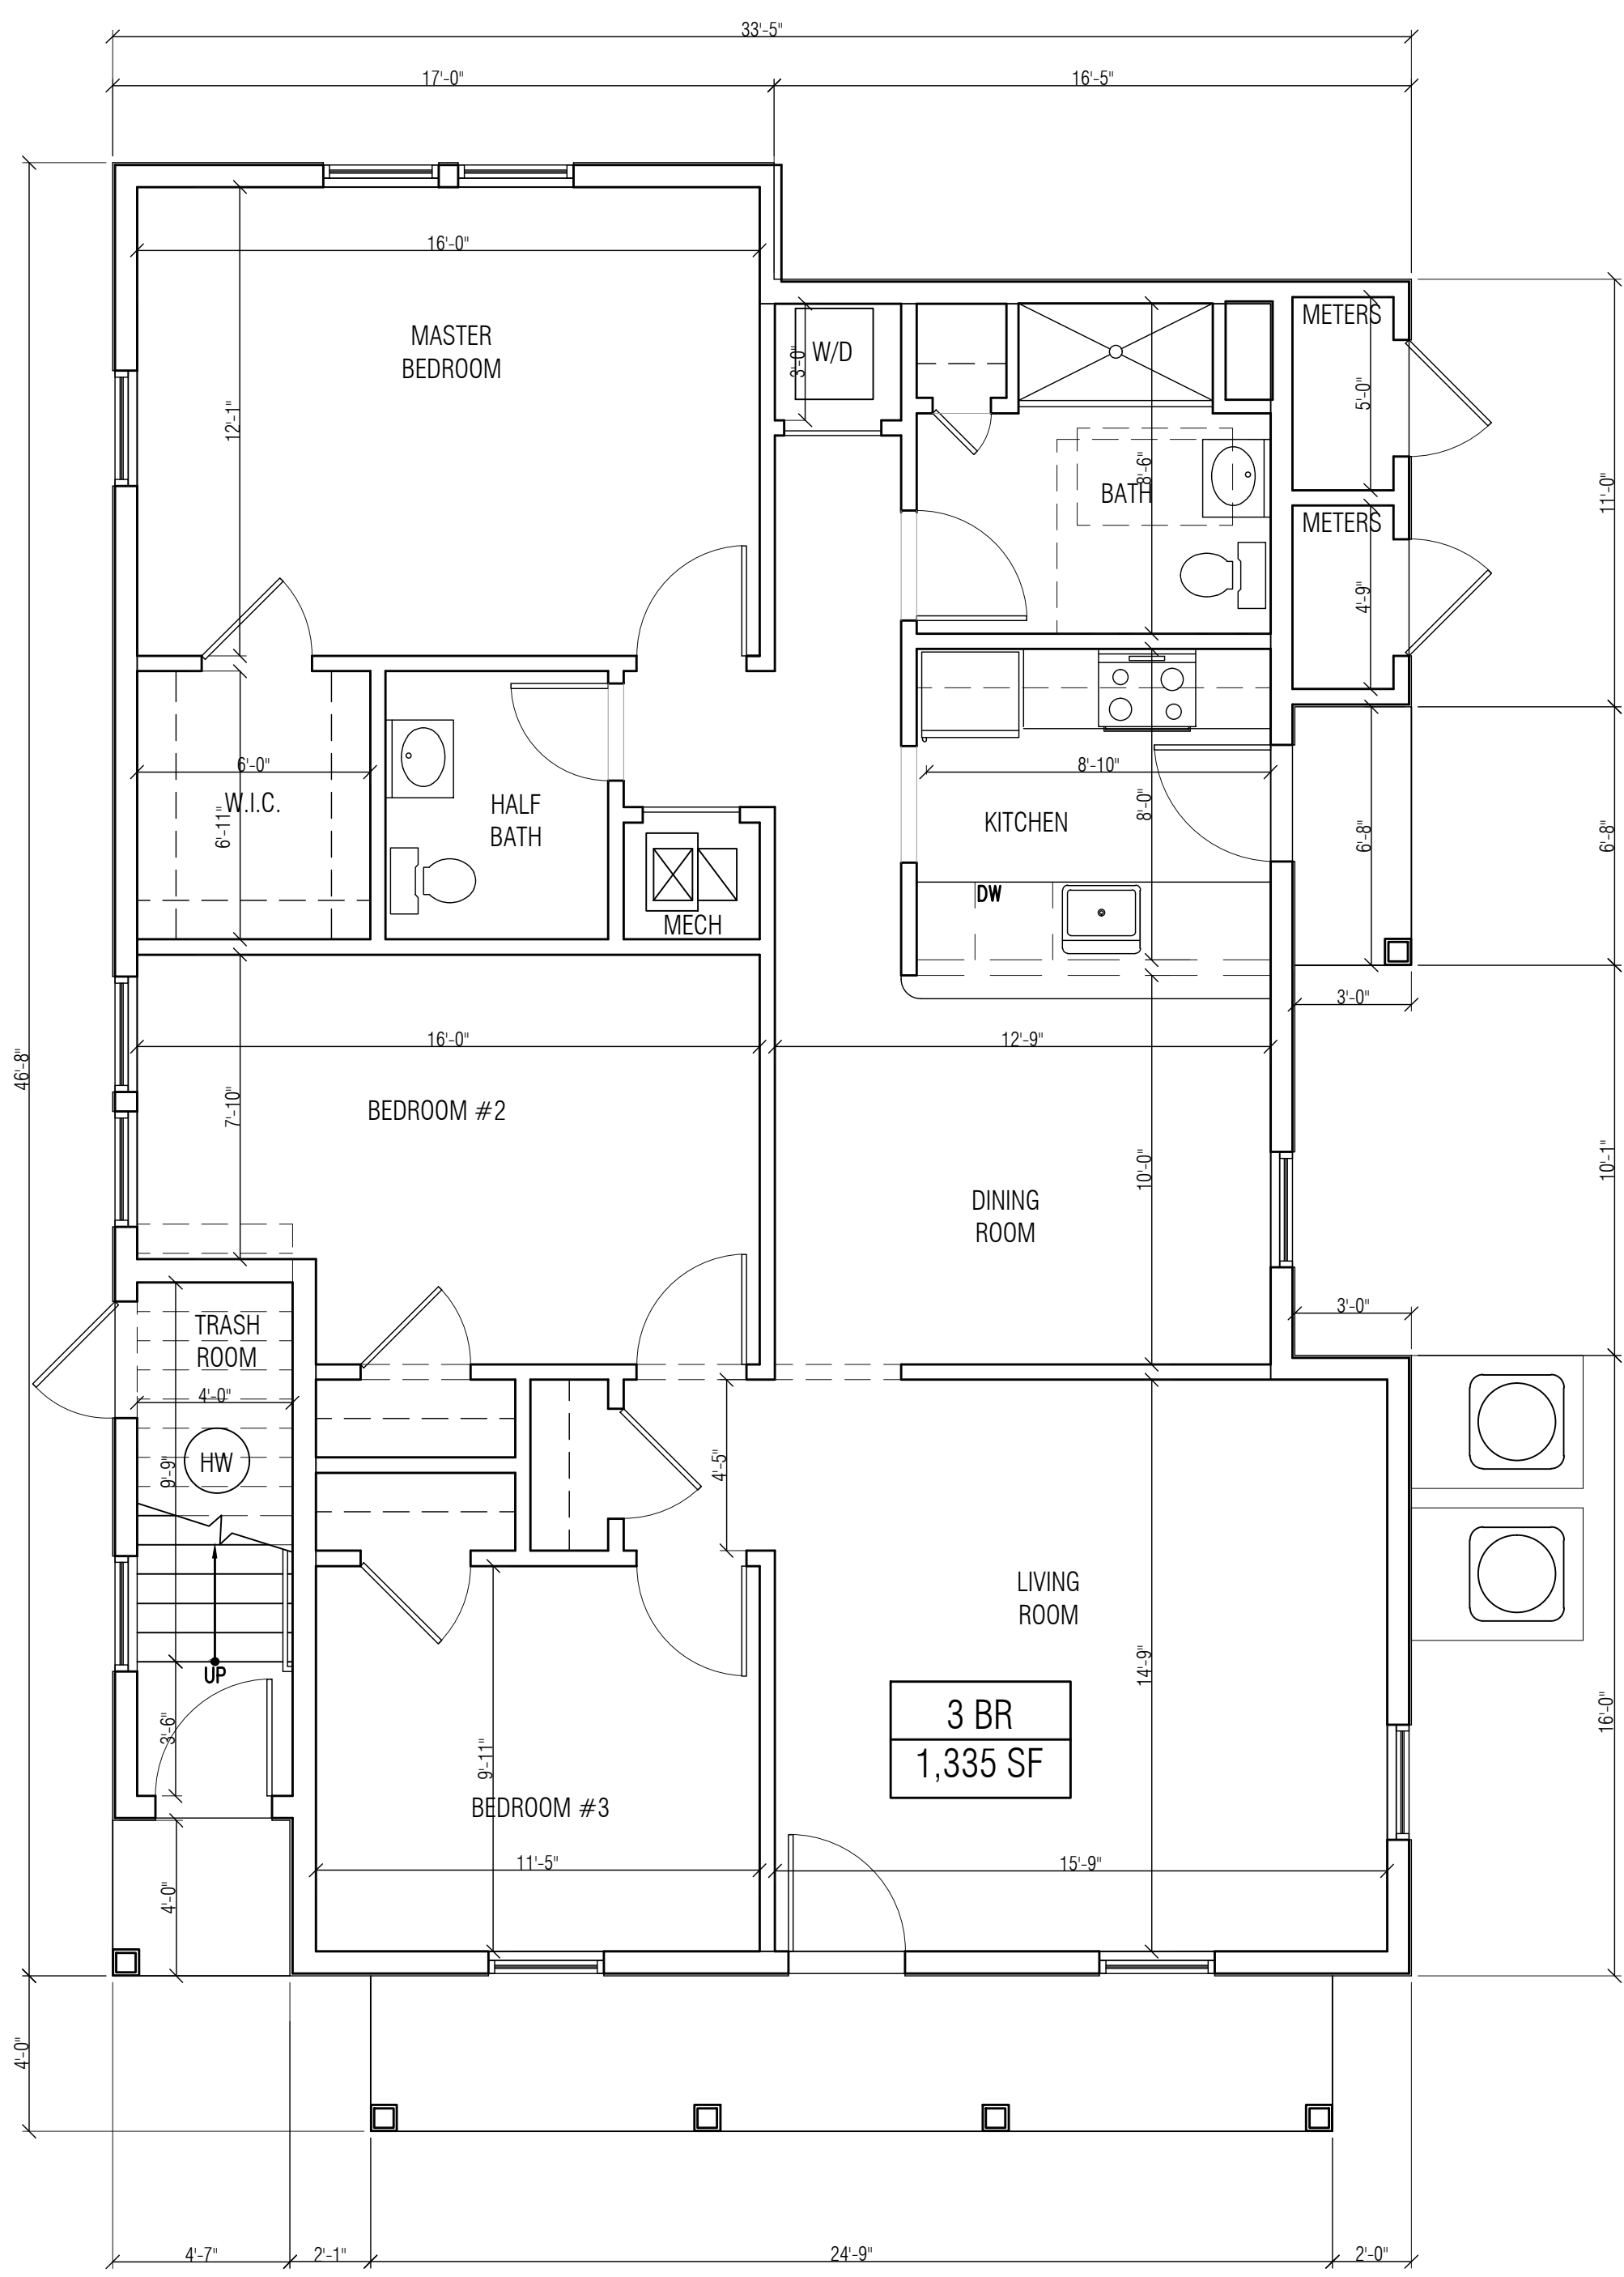 33'-5"
17'-0"
16'-5"
16'-0"
METERS
MASTER
BEDROOM
3'-0"
W/D
12'-1"
5'-0"
8'-6"
BATH
11'-0"
METERS
4'-9"
6'-0"
8'-10"
W.I.C.
6'-11"
HALF
BATH
KITCHEN
8'-0"
6'-8"
6'-8"
DW
MECH
3'-0"
46'-8"
16'-0"
12'-9"
7'-10"
BEDROOM #2
10'-0"
10'-1"
DINING
ROOM
TRASH
ROOM
3'-0"
4'-0"
HW
9'-9"
4'-5"
LIVING
ROOM
UP
14'-9"
3'-6"
3 BR
1,335 SF
16'-0"
9'-11"
BEDROOM #3
11'-5"
15'-9"
4'-0"
4'-0"
4'-7"
2'-1"
24'-9"
2'-0"